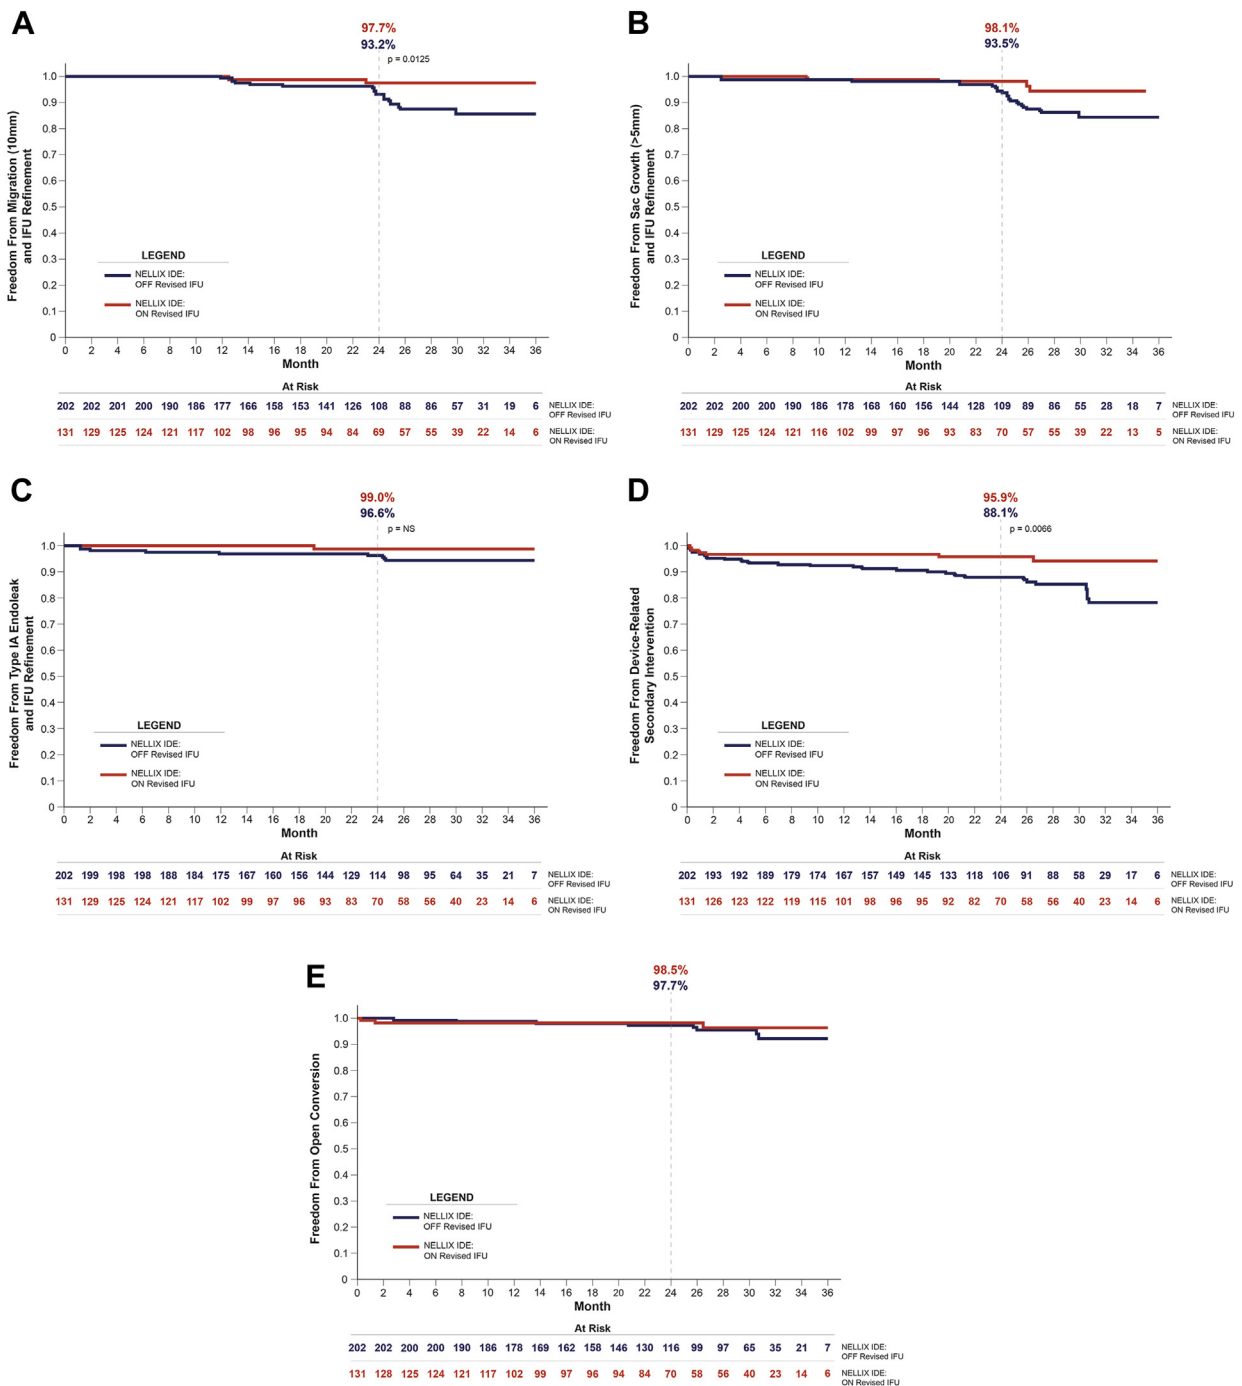 A
97.7%
93.2%
p = 0.0125
Freedom From Migration (10mm)
and IFU Refinement
1.0
0.9
0.8
0.7
0.6
0.5
0.4
0.3
0.2
0.1
0
LEGEND
NELLIX IDE:
OFF Revised IFU
NELLIX IDE:
ON Revised IFU
0 2 4 6 8 10 12 14 16 18 20 22 24 26 28 30 32 34 36
Month
At Risk
202 202 201 200 190 186 177 166 158 153 141 126 108 88 86 57 31 19 6 NELLIX IDE:
OFF Revised IFU
131 129 125 124 121 117 102 98 96 95 94 84 69 57 55 39 22 14 6 NELLIX IDE:
ON Revised IFU
B
98.1%
93.5%
Freedom From Sac Growth (>5mm)
and IFU Refinement
1.0
0.9
0.8
0.7
0.6
0.5
0.4
0.3
0.2
0.1
0
LEGEND
NELLIX IDE:
OFF Revised IFU
NELLIX IDE:
ON Revised IFU
0 2 4 6 8 10 12 14 16 18 20 22 24 26 28 30 32 34 36
Month
At Risk
202 202 200 200 190 186 178 168 160 156 144 128 109 89 86 55 28 18 7 NELLIX IDE:
OFF Revised IFU
131 129 125 124 121 116 102 99 97 96 93 83 70 57 55 39 22 13 5 NELLIX IDE:
ON Revised IFU
C
99.0%
96.6%
p = NS
Freedom From Type IA Endoleak
and IFU Refinement
1.0
0.9
0.8
0.7
0.6
0.5
0.4
0.3
0.2
0.1
0
LEGEND
NELLIX IDE:
OFF Revised IFU
NELLIX IDE:
ON Revised IFU
0 2 4 6 8 10 12 14 16 18 20 22 24 26 28 30 32 34 36
Month
At Risk
202 199 198 198 188 184 175 167 160 156 144 129 114 98 95 64 35 21 7 NELLIX IDE:
OFF Revised IFU
131 129 125 124 121 117 102 99 97 96 93 83 70 58 56 40 23 14 6 NELLIX IDE:
ON Revised IFU
D
95.9%
88.1%
p = 0.0066
Freedom From Device-Related
Secondary Intervention
1.0
0.9
0.8
0.7
0.6
0.5
0.4
0.3
0.2
0.1
0
LEGEND
NELLIX IDE:
OFF Revised IFU
NELLIX IDE:
ON Revised IFU
0 2 4 6 8 10 12 14 16 18 20 22 24 26 28 30 32 34 36
Month
At Risk
202 193 192 189 179 174 167 157 149 145 133 118 106 91 88 58 29 17 6 NELLIX IDE:
OFF Revised IFU
131 126 123 122 119 115 101 98 96 95 92 82 70 58 56 40 23 14 6 NELLIX IDE:
ON Revised IFU
E
98.5%
97.7%
Freedom From Open Conversion
1.0
0.9
0.8
0.7
0.6
0.5
0.4
0.3
0.2
0.1
0
LEGEND
NELLIX IDE:
OFF Revised IFU
NELLIX IDE:
ON Revised IFU
0 2 4 6 8 10 12 14 16 18 20 22 24 26 28 30 32 34 36
Month
At Risk
202 202 200 200 190 186 178 169 162 158 146 130 116 99 97 65 35 21 7 NELLIX IDE:
OFF Revised IFU
131 128 125 124 121 117 102 99 97 96 94 84 70 58 56 40 23 14 6 NELLIX IDE:
ON Revised IFU